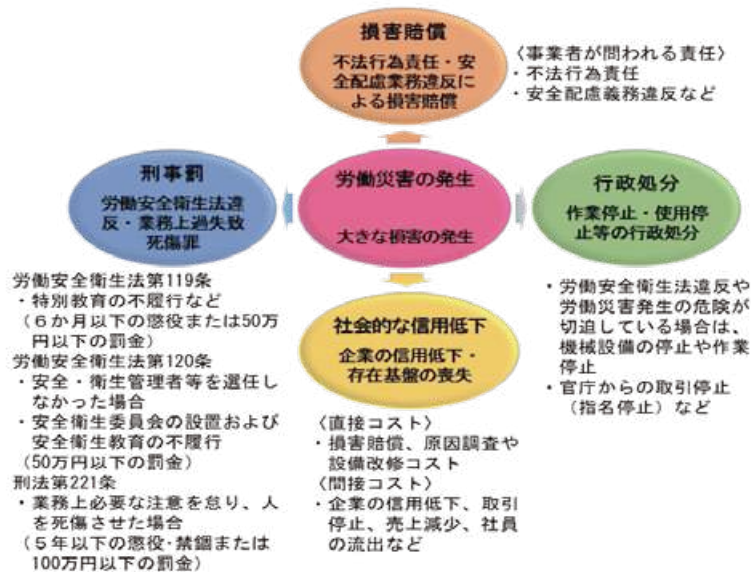 損害賠償
不法行為責任・安
全配慮業務違反に
よる損害賠償
〈事業者が問われる責任〉
・不法行為責任
・安全配慮義務違反など
刑事罰
労働安全衛生法違
反・業務上過失致
死傷罪
労働災害の発生
大きな損害の発生
行政処分
作業停止・使用停
止等の行政処分
労働安全衛生法第119条
・特別教育の不履行など
（６か月以下の懲役または50万
円以下の罰金）
労働安全衛生法第120条
・安全・衛生管理者等を選任し
なかった場合
・安全衛生委員会の設置および
安全衛生教育の不履行
（50万円以下の罰金）
刑法第221条
・業務上必要な注意を怠り、人
を死傷させた場合
（５年以下の懲役・禁錮または
100万円以下の罰金）
社会的な信用低下
企業の信用低下・
存在基盤の喪失
〈直接コスト〉
・損害賠償、原因調査や
設備改修コスト
〈間接コスト〉
・企業の信用低下、取引
停止、売上減少、社員
の流出など
・労働安全衛生法違反や
労働災害発生の危険が
切迫している場合は、
機械設備の停止や作業
停止
・官庁からの取引停止
（指名停止）など